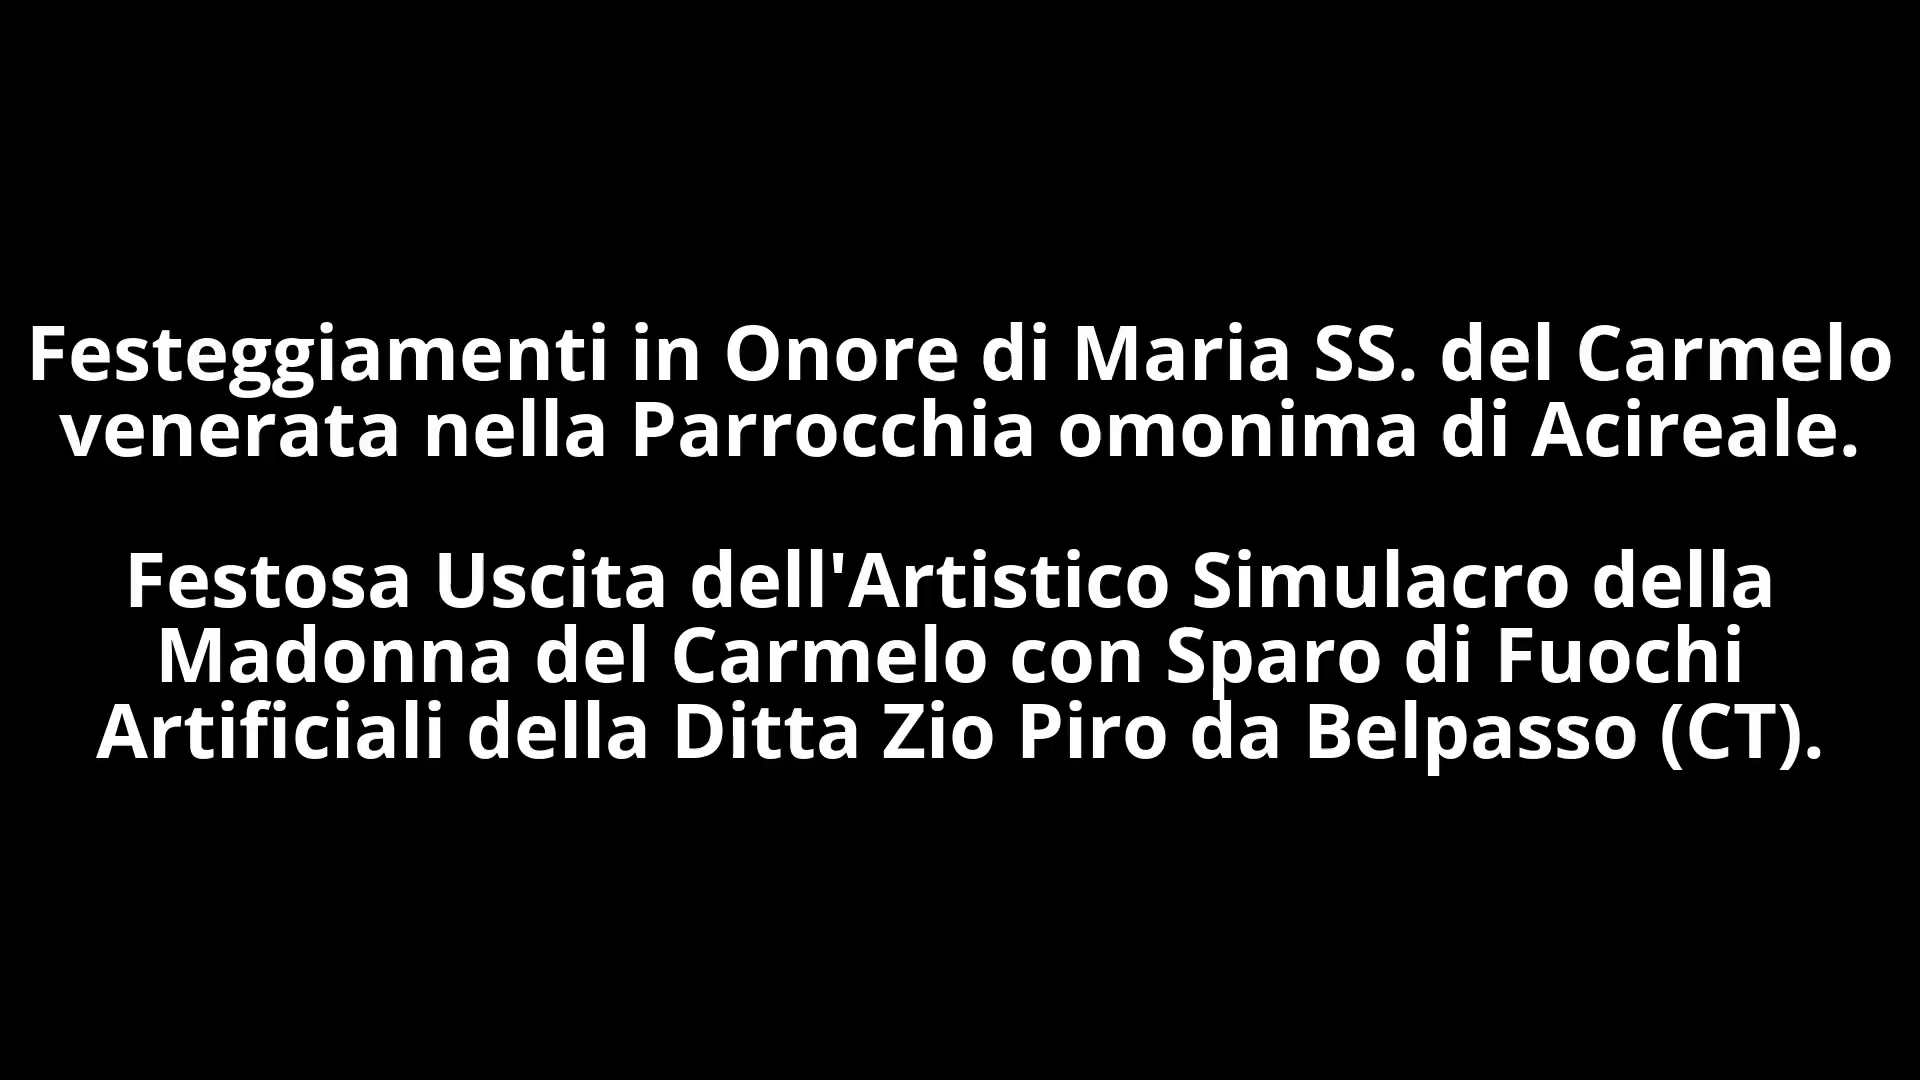 Festeggiamenti in Onore di Maria SS. del Carmelo
venerata nella Parrocchia omonima di Acireale.
Festosa Uscita dell'Artistico Simulacro della
Madonna del Carmelo con Sparo di Fuochi
Artificiali della Ditta Zio Piro da Belpasso (CT).